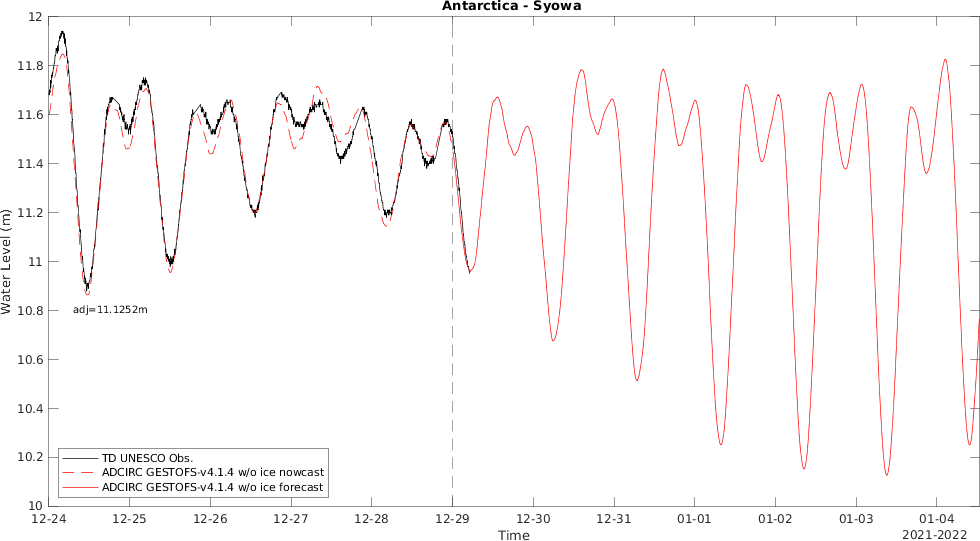 Antarctica - Syowa
Water Level (m)
12
11.8
11.6
11.4
11.2
11
10.8
10.6
10.4
10.2
10
adj=11.1252m
TD UNESCO Obs.
ADCIRC GESTOFS-v4.1.4 w/o ice nowcast
ADCIRC GESTOFS-v4.1.4 w/o ice forecast
12-24 12-25 12-26 12-27 12-28 12-29 12-30 12-31 01-01 01-02 01-03 01-04
Time
2021-2022